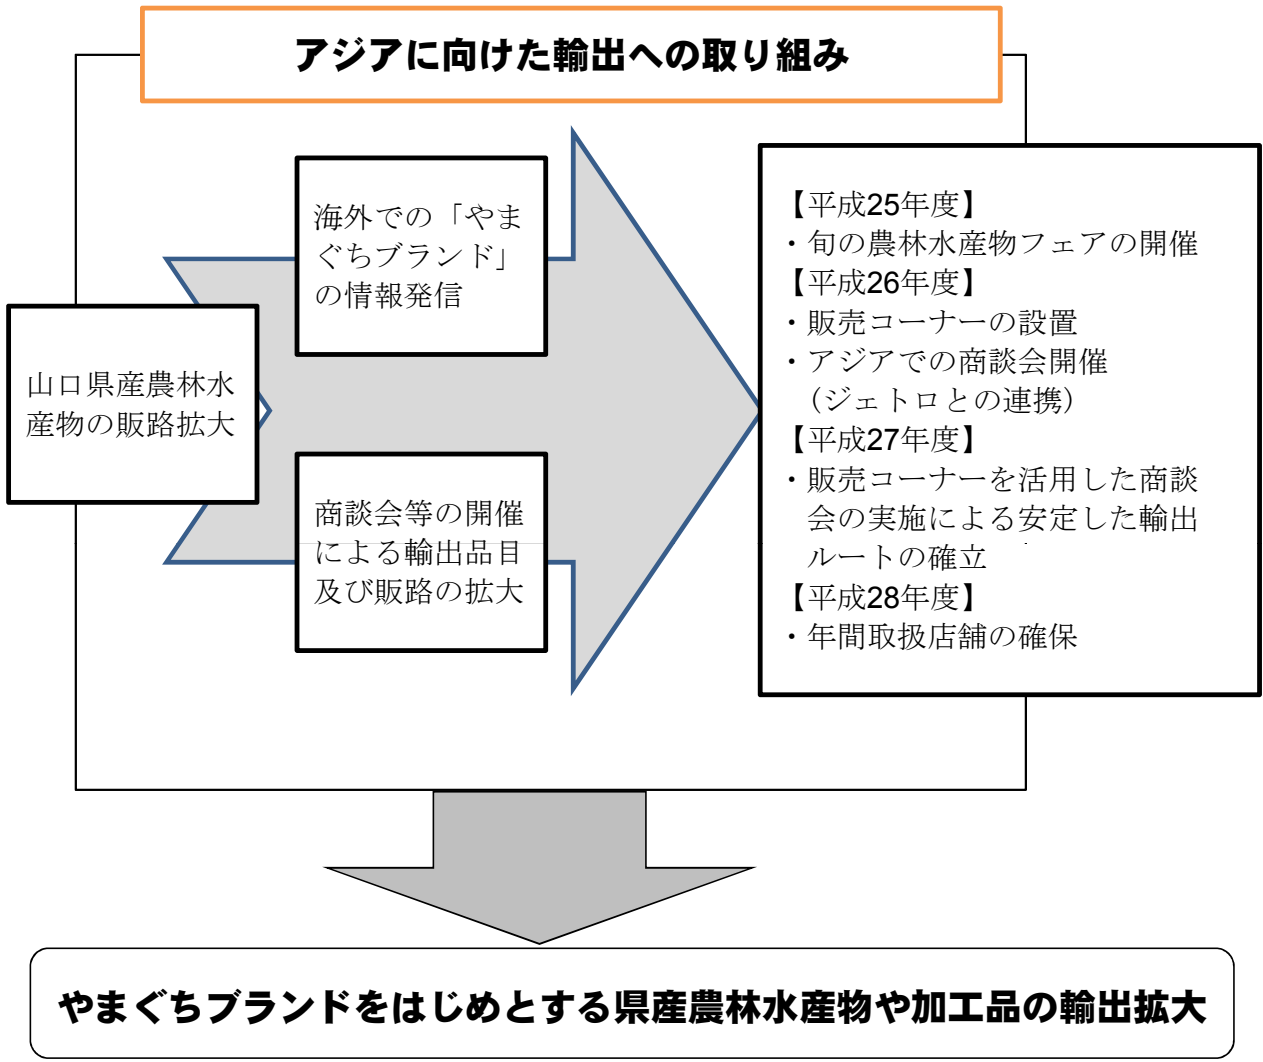 アジアに向けた輸出への取り組み
海外での「やま
ぐちブランド」
の情報発信
山口県産農林水
産物の販路拡大
商談会等の開催
による輸出品目
及び販路の拡大
【平成25年度】
・旬の農林水産物フェアの開催
【平成26年度】
・販売コーナーの設置
・アジアでの商談会開催
（ジェトロとの連携）
【平成27年度】
・販売コーナーを活用した商談
会の実施による安定した輸出
ルートの確立
【平成28年度】
・年間取扱店舗の確保
やまぐちブランドをはじめとする県産農林水産物や加工品の輸出拡大